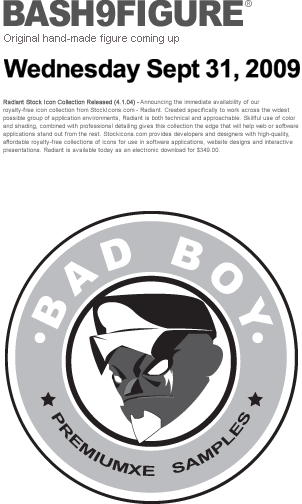 BASH9FIGURE®
Original hand-made figure coming up
Wednesday Sept 31, 2009
Radiant Stock Icon Collection Released (4.1.04) - Announcing the immediate availability of our
royalty-free icon collection from StockIcons.com - Radiant. Created specifically to work across the widest
possible group of application environments, Radiant is both technical and approachable. Skillful use of color
and shading, combined with professional detailing gives this collection the edge that will help web or software
applications stand out from the rest. Stockicons.com provides developers and designers with high-quality,
affordable royalty-free collections of icons for use in software applications, website designs and interactive
presentations. Radiant is available today as an electronic download for $349.00.
•BAD BOY•
★ PREMIUMXE SAMPLES ★